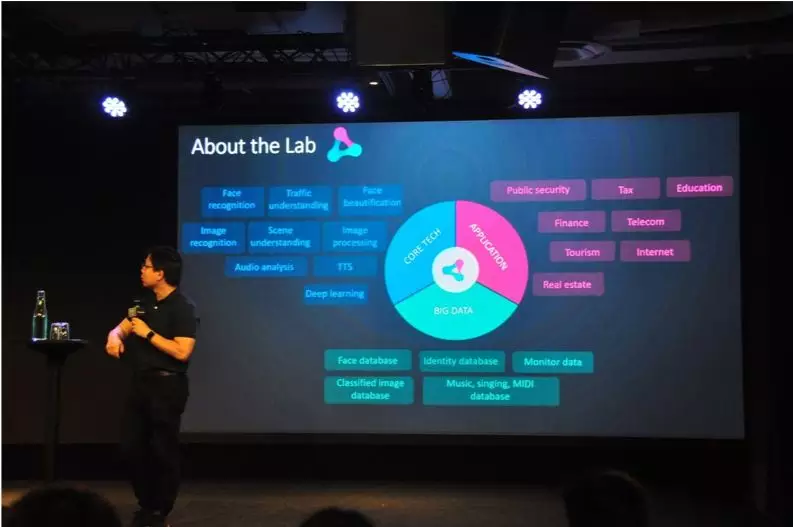 About the Lab
Face
recognition
Traffic
understanding
Face
beautification
Image
recognition
Scene
understanding
Image
processing
Audio analysis
TTS
Deep learning
CORE TECH
APPLICATION
BIG DATA
Public security
Tax
Education
Finance
Telecom
Tourism
Internet
Real estate
Face database
Identity database
Monitor data
Classified image
database
Music, singing, MIDI
database